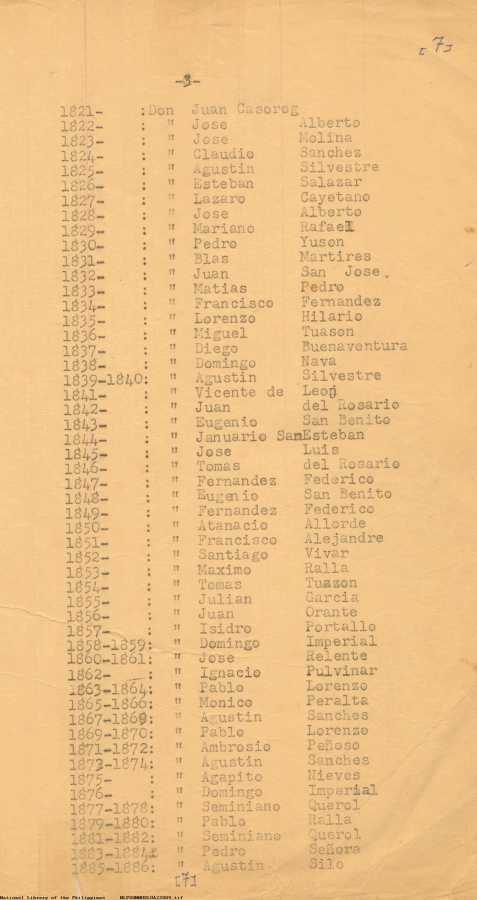 [7]
-3-
1821- :Don Juan Casorog
1822- : " Jose Alberto
1823- : " Jose Molina
1824- : " Claudio Sanchez
1825- : " Agustin Silvestre
1826- : " Esteban Salazar
1827- : " Lazaro Cayetano
1828- : " Jose Alberto
1829- : " Mariano Rafael
1830- : " Pedro Yuson
1831- : " Blas Martires
1832- : " Juan San Jose.
1833- : " Matias Pedro
1834- : " Francisco Fernandez
1835- : " Lorenzo Hilario
1836- : " Miguel Tuason
1837- : " Diego Buenaventura
1838- : " Domingo Nava
1839-1840: " Agustin Silvestre
1841- : " Vicente de Leon
1842- : " Juan del Rosario
1843- : " Eugenio San Benito
1844- : " Januario SanEsteban
1845- : " Jose Luis
1846- : " Tomas del Rosario
1847- : " Fernandez Federico
1848- : " Eugenio San Benito
1849- : " Fernandez Federico
1850- : " Atanacio Allorde
1851- : " Francisco Alejandre
1852- : " Santiago Vivar
1853- : " Maximo Ralla
1854- : " Tomas Tuazon
1855- : " Julian Garcia
1856- : " Juan Orante
1857- : " Isidro Portallo
1858-1859: " Domingo Imperial
1860-1861: " Jose Relente
1862- : " Ignacio Pulvinar
1863-1864: " Pablo Lorenzo
1865-1866: " Monico Peralta
1867-1869: " Agustin Sanches
1869-1870: " Pablo Lorenzo
1871-1872: " Ambrosio Peñoso
1873-1874: " Agustin Sanches
1875- : " Agapito Nieves
1876- : " Domingo Imperial
1877-1878: " Seminiano Querol
1879-1880: " Pablo Ralla
1881-1882: " Seminiano Querol
1883-1884: " Pedro Señora
1885-1886: " Agustin Silo
[7]
National Library of the Philippines